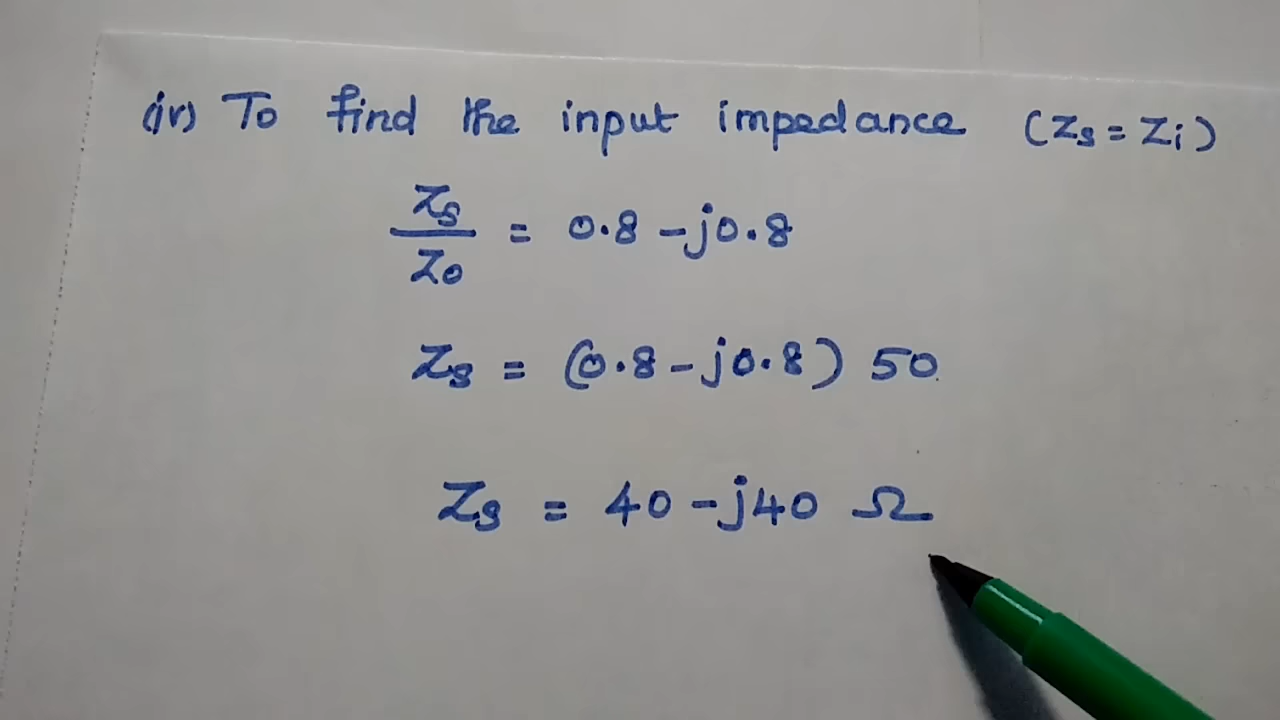 (iv) To find the input impedance (Zs = Zi)
Zs/Z0 = 0.8 - j0.8
Zs = (0.8 - j0.8) 50
Zs = 40 - j40 Ω